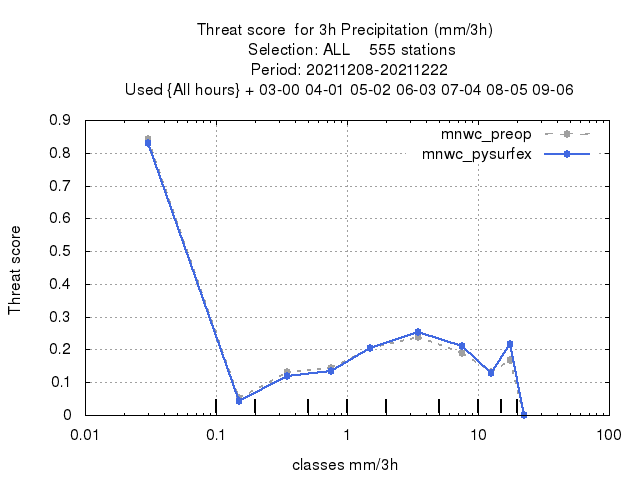 Threat score  for 3h Precipitation (mm/3h)
Selection: ALL    555 stations
Period: 20211208-20211222
Used {All hours} + 03-00 04-01 05-02 06-03 07-04 08-05 09-06
mnwc_preop
mnwc_pysurfex
0.9
0.8
0.7
0.6
0.5
0.4
0.3
0.2
0.1
0
Threat score
0.01 0.1 1 10 100
classes mm/3h